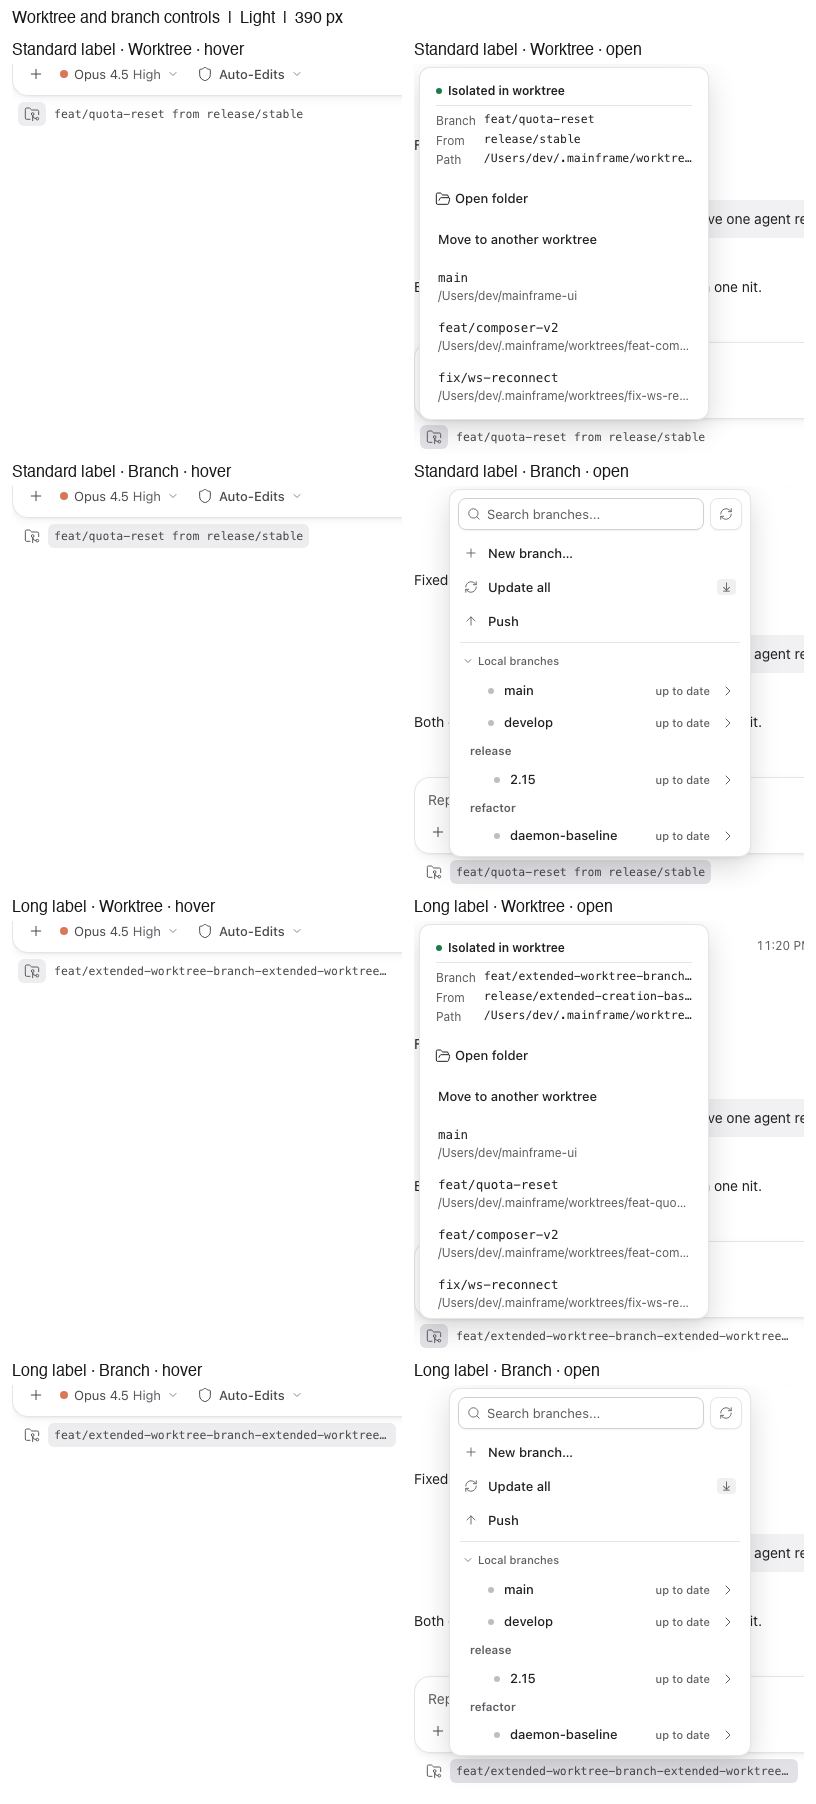 Worktree and branch controls | Light | 390 px
Standard label · Worktree · hover
Opus 4.5 High
Auto-Edits
feat/quota-reset from release/stable
Standard label · Worktree · open
Isolated in worktree
Branch feat/quota-reset
From release/stable
Path /Users/dev/.mainframe/worktre…
Open folder
ve one agent re
Move to another worktree
main
/Users/dev/mainframe-ui
one nit.
feat/composer-v2
/Users/dev/.mainframe/worktrees/feat-com…
fix/ws-reconnect
/Users/dev/.mainframe/worktrees/fix-ws-re…
feat/quota-reset from release/stable
Standard label · Branch · hover
Opus 4.5 High
Auto-Edits
feat/quota-reset from release/stable
Standard label · Branch · open
Search branches...
New branch...
Fixed
Update all
Push
agent re
Local branches
main up to date
Both
develop up to date
it.
release
2.15 up to date
Rep
refactor
daemon-baseline up to date
feat/quota-reset from release/stable
Long label · Worktree · hover
Opus 4.5 High
Auto-Edits
feat/extended-worktree-branch-extended-worktree…
Long label · Worktree · open
Isolated in worktree
11:20 PM
Branch feat/extended-worktree-branch…
From release/extended-creation-bas…
Path /Users/dev/.mainframe/worktre…
Open folder
Move to another worktree
ve one agent re
main
/Users/dev/mainframe-ui
feat/quota-reset
one nit.
/Users/dev/.mainframe/worktrees/feat-quo…
feat/composer-v2
/Users/dev/.mainframe/worktrees/feat-com…
fix/ws-reconnect
/Users/dev/.mainframe/worktrees/fix-ws-re…
feat/extended-worktree-branch-extended-worktree…
Long label · Branch · hover
Opus 4.5 High
Auto-Edits
feat/extended-worktree-branch-extended-worktree…
Long label · Branch · open
Search branches...
New branch...
Fixed
Update all
Push
agent re
Local branches
main up to date
Both
develop up to date
it.
release
2.15 up to date
Rep
refactor
daemon-baseline up to date
feat/extended-worktree-branch-extended-worktree…